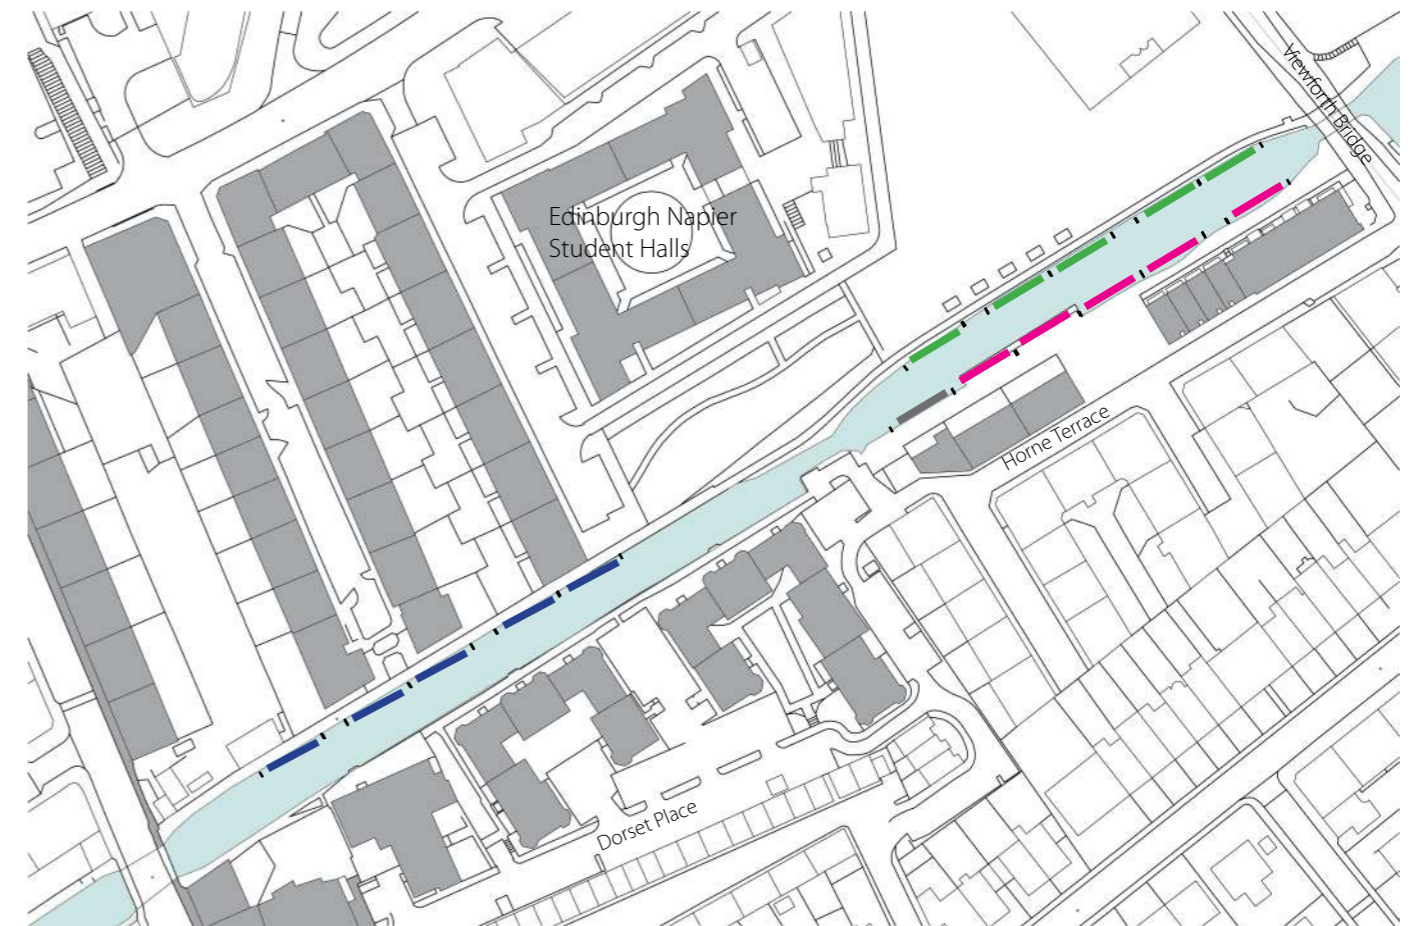 Viewforth Bridge
Edinburgh Napier
Student Halls
Horne Terrace
Dorset Place